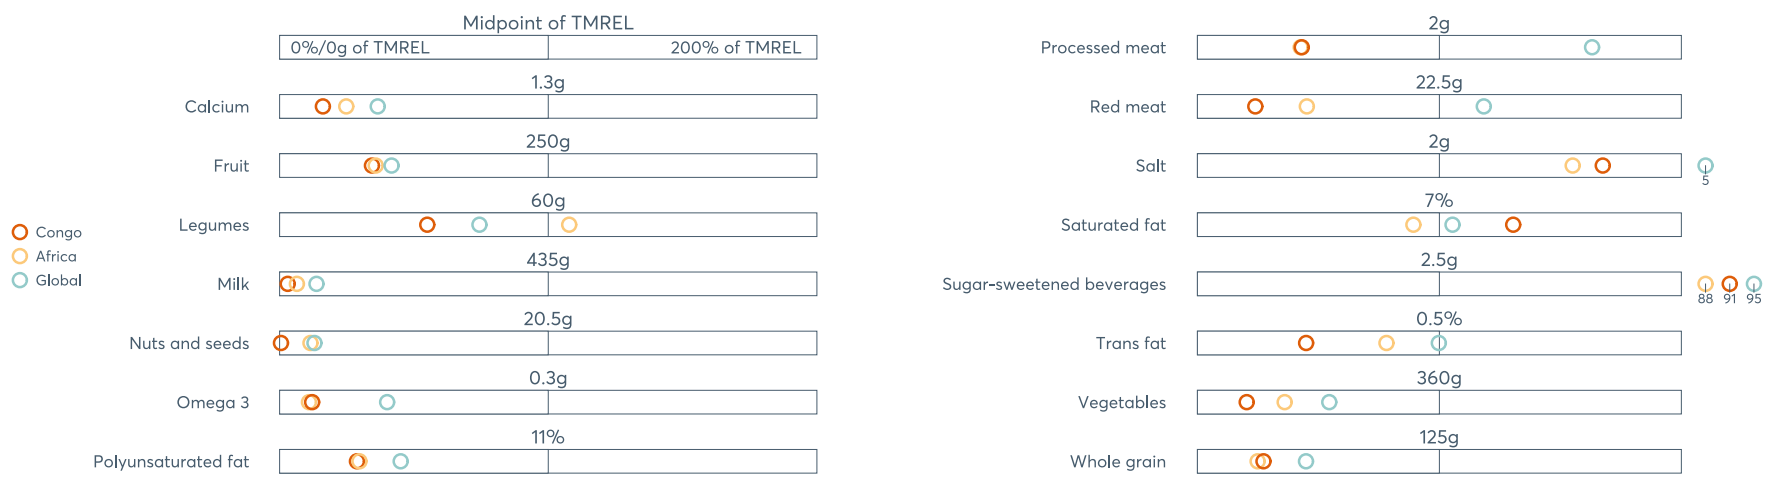 Midpoint of TMREL
0%/0g of TMREL
200% of TMREL
1.3g
Calcium
250g
Fruit
60g
Legumes
435g
Milk
20.5g
Nuts and seeds
0.3g
Omega 3
11%
Polyunsaturated fat
Congo
Africa
Global
2g
Processed meat
22.5g
Red meat
2g
Salt
5
7%
Saturated fat
2.5g
Sugar-sweetened beverages
88 91 95
0.5%
Trans fat
360g
Vegetables
125g
Whole grain